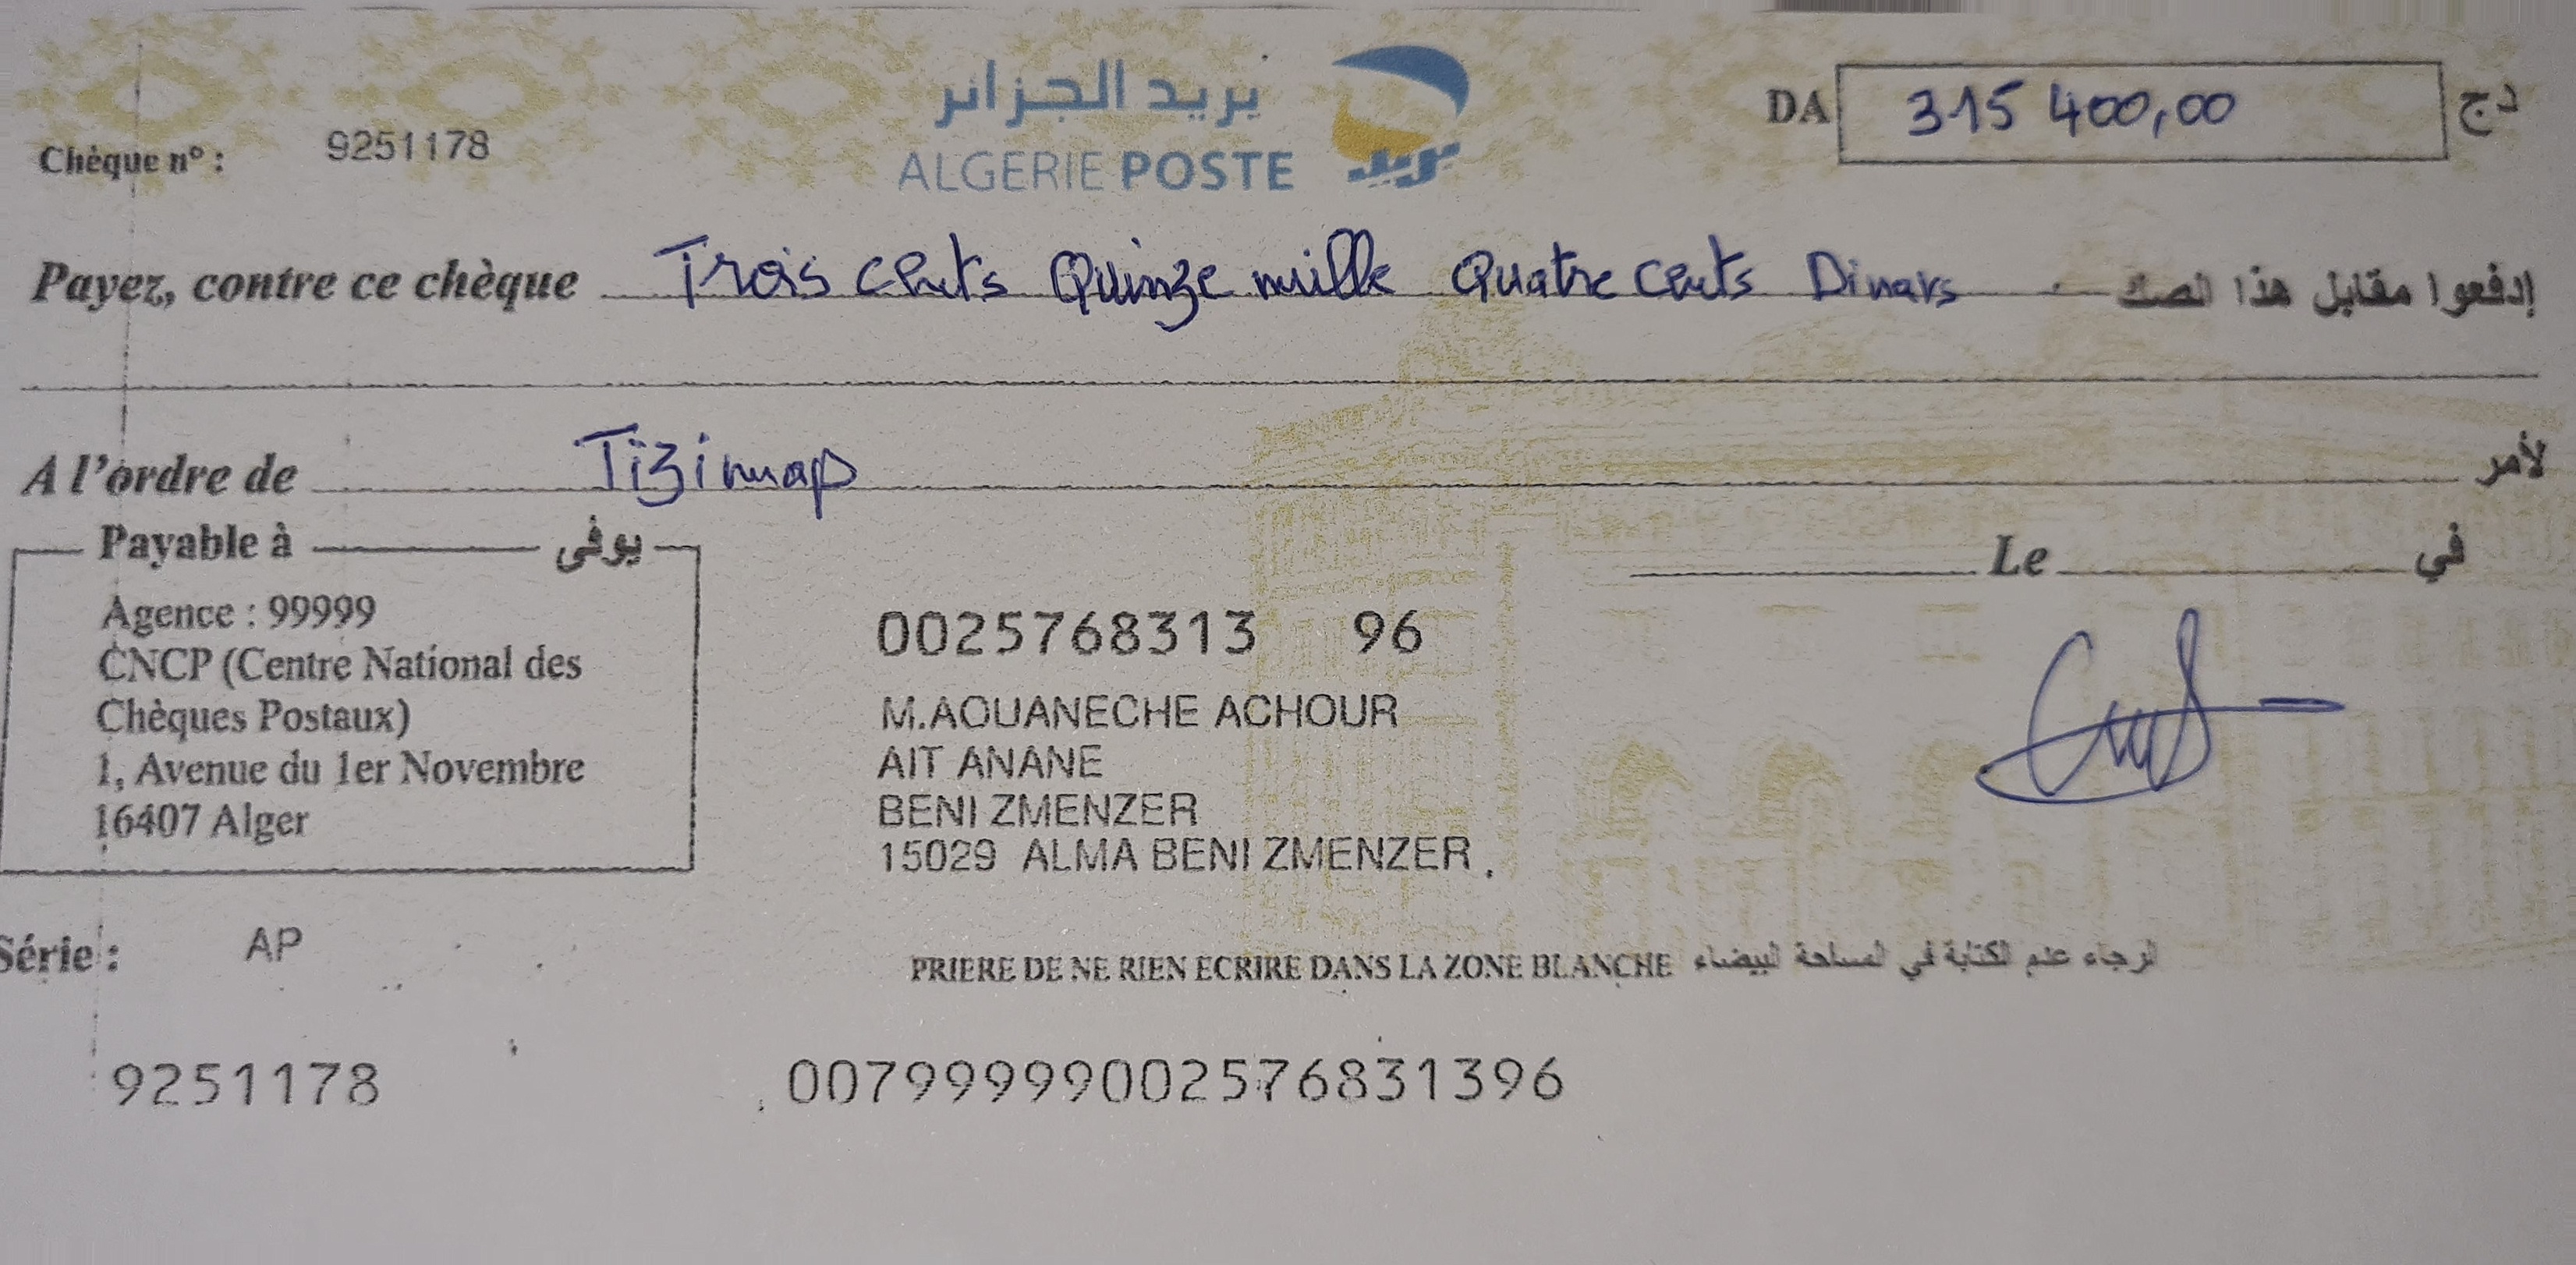 بريد الجزائر
ALGERIE POSTE
بريد
DA 315 400,00 دج
Chèque n° : 9251178
Payez, contre ce chèque Trois cents Quinze mille Quatre cents Dinars إدفعوا مقابل هذا الصك
A l'ordre de Tizimap لأمر
Payable à يوفى
Le في
Agence : 99999
CNCP (Centre National des
Chèques Postaux)
1, Avenue du 1er Novembre
16407 Alger
0025768313 96
M.AOUANECHE ACHOUR
AIT ANANE
BENI ZMENZER
15029 ALMA BENI ZMENZER
Série : AP
PRIERE DE NE RIEN ECRIRE DANS LA ZONE BLANCHE الرجاء عدم الكتابة في المساحة البيضاء
9251178 00799999002576831396